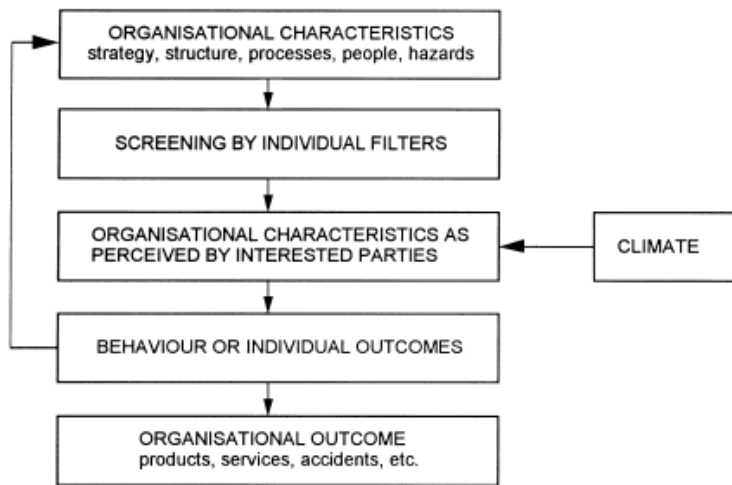 ORGANISATIONAL CHARACTERISTICS
strategy, structure, processes, people, hazards
SCREENING BY INDIVIDUAL FILTERS
ORGANISATIONAL CHARACTERISTICS AS
PERCEIVED BY INTERESTED PARTIES
CLIMATE
BEHAVIOUR OR INDIVIDUAL OUTCOMES
ORGANISATIONAL OUTCOME
products, services, accidents, etc.